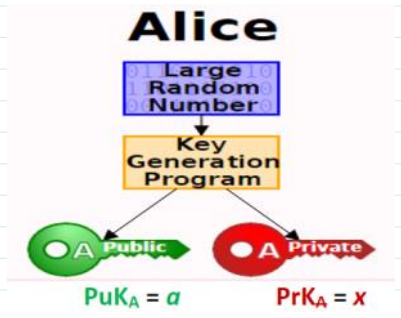 Alice
Large
Random
Number
Key
Generation
Program
A Public
A Private
PuKA = a
PrKA = x